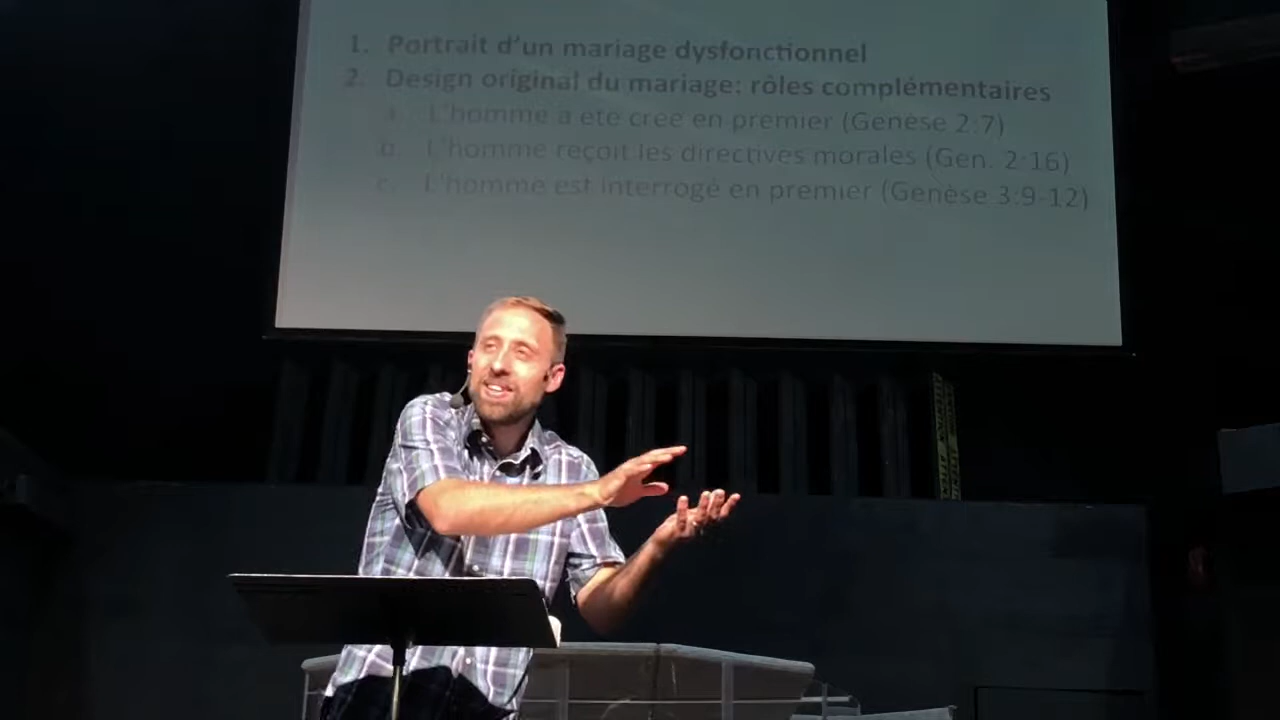 1. Portrait d'un mariage dysfonctionnel
2. Design original du mariage: rôles complémentaires
a. L'homme a été créé en premier (Genèse 2:7)
b. L'homme reçoit les directives morales (Gen. 2:16)
c. L'homme est interrogé en premier (Genèse 3:9-12)